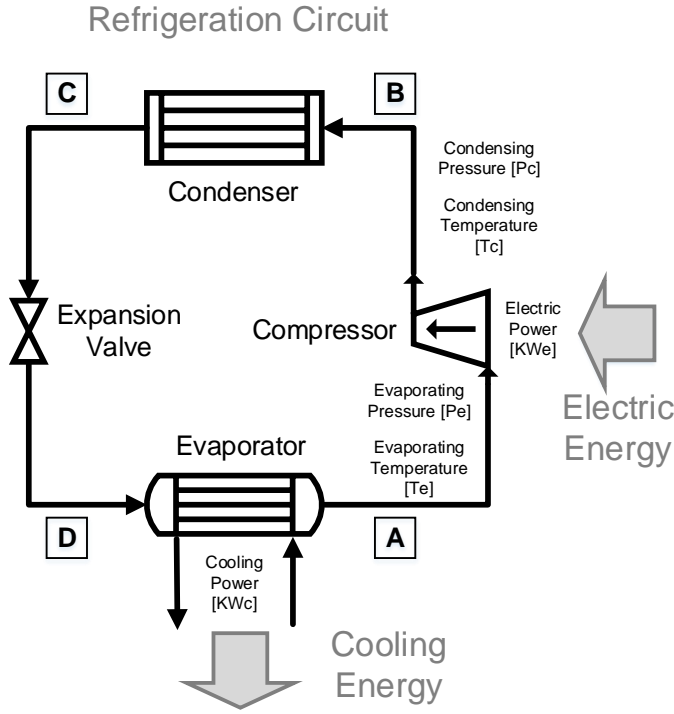 Refrigeration Circuit
C
B
Condensing
Pressure [Pc]
Condenser
Condensing
Temperature
[Tc]
Expansion
Valve
Compressor
Electric
Power
[KWe]
Electric
Energy
Evaporating
Pressure [Pe]
Evaporator
Evaporating
Temperature
[Te]
D
A
Cooling
Power
[KWc]
Cooling
Energy